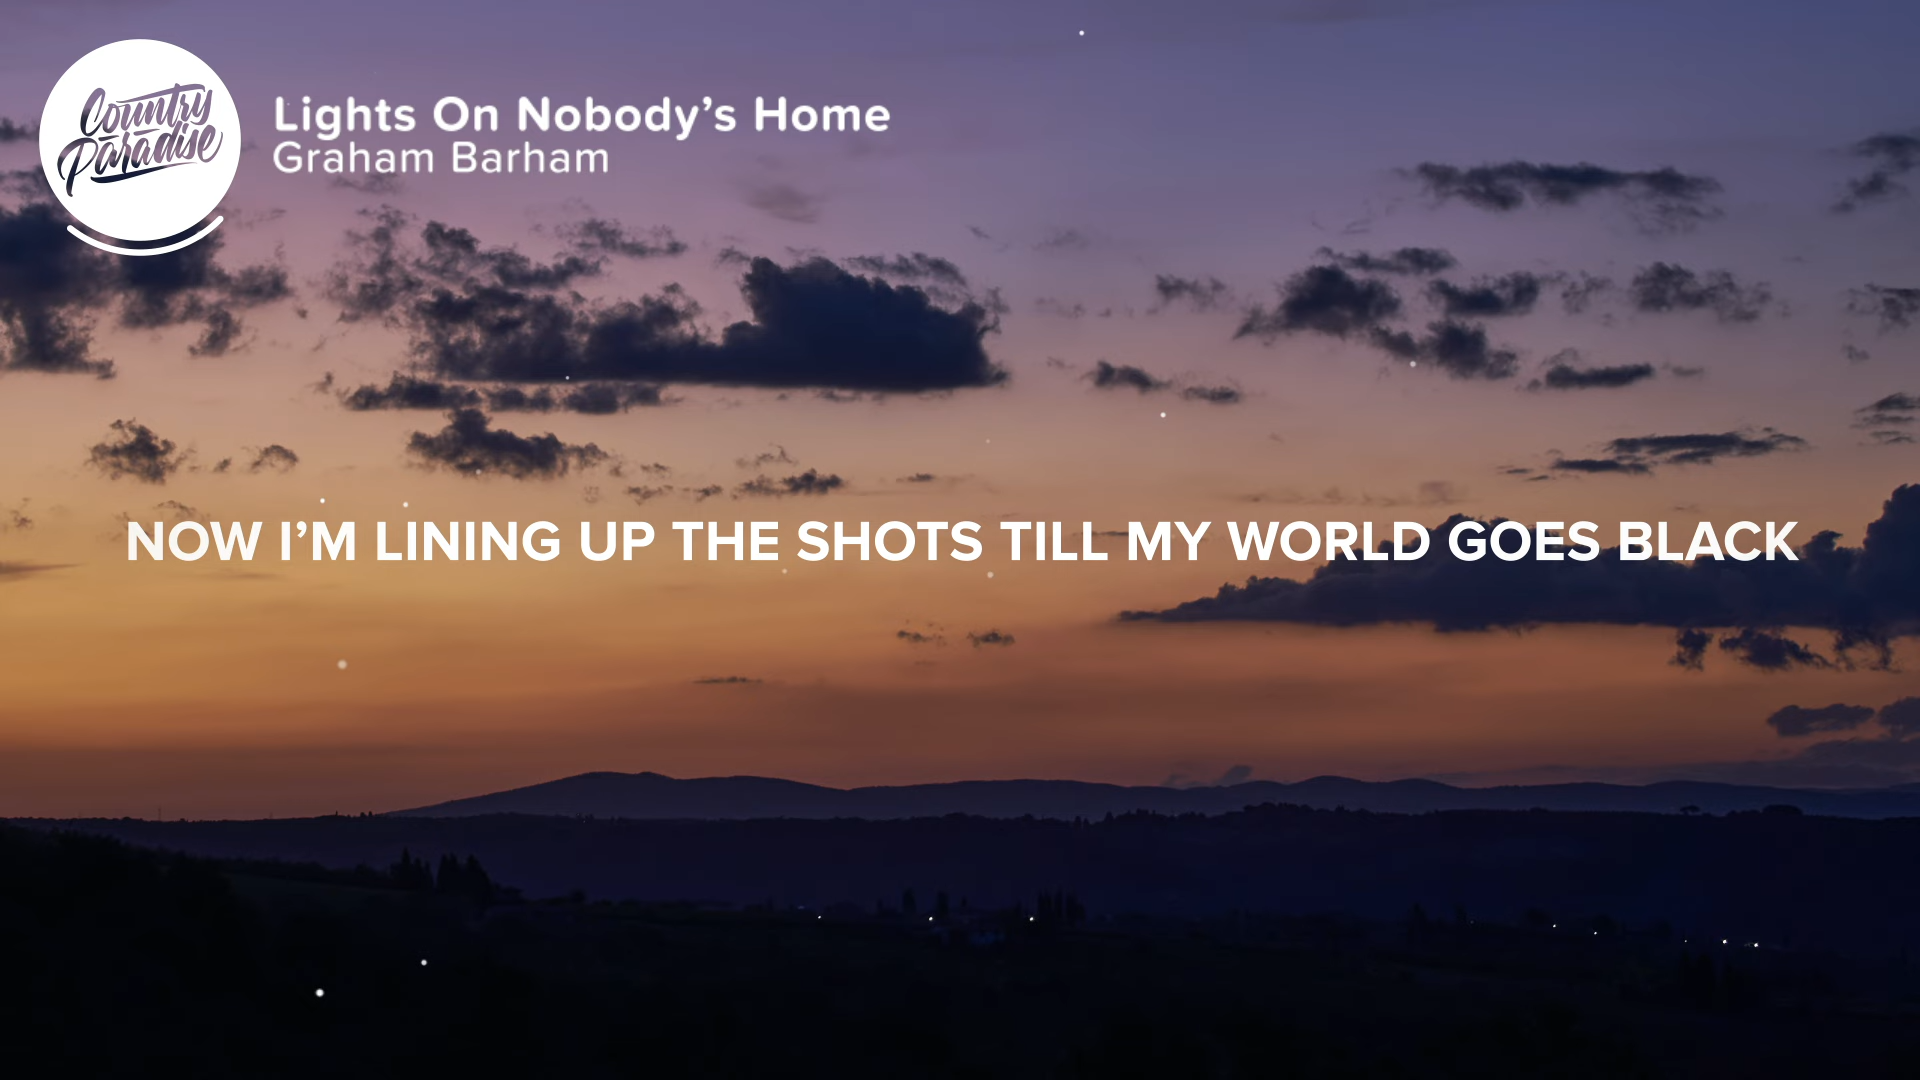 Country
Paradise
Lights On Nobody’s Home
Graham Barham
NOW I’M LINING UP THE SHOTS TILL MY WORLD GOES BLACK